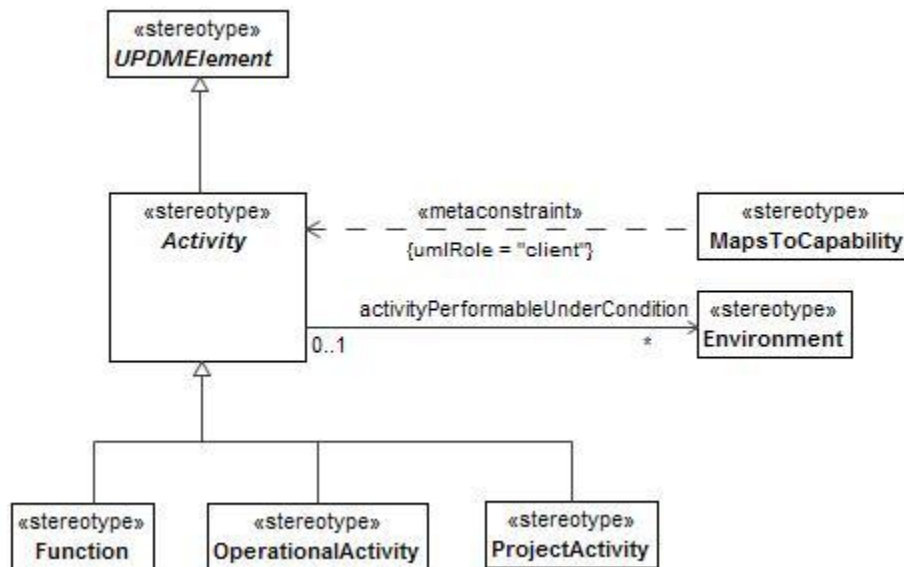 «stereotype»
UPDMElement
«stereotype»
Activity
«metaconstraint»
{umlRole = "client"}
«stereotype»
MapsToCapability
activityPerformableUnderCondition
0..1
*
«stereotype»
Environment
«stereotype»
Function
«stereotype»
OperationalActivity
«stereotype»
ProjectActivity